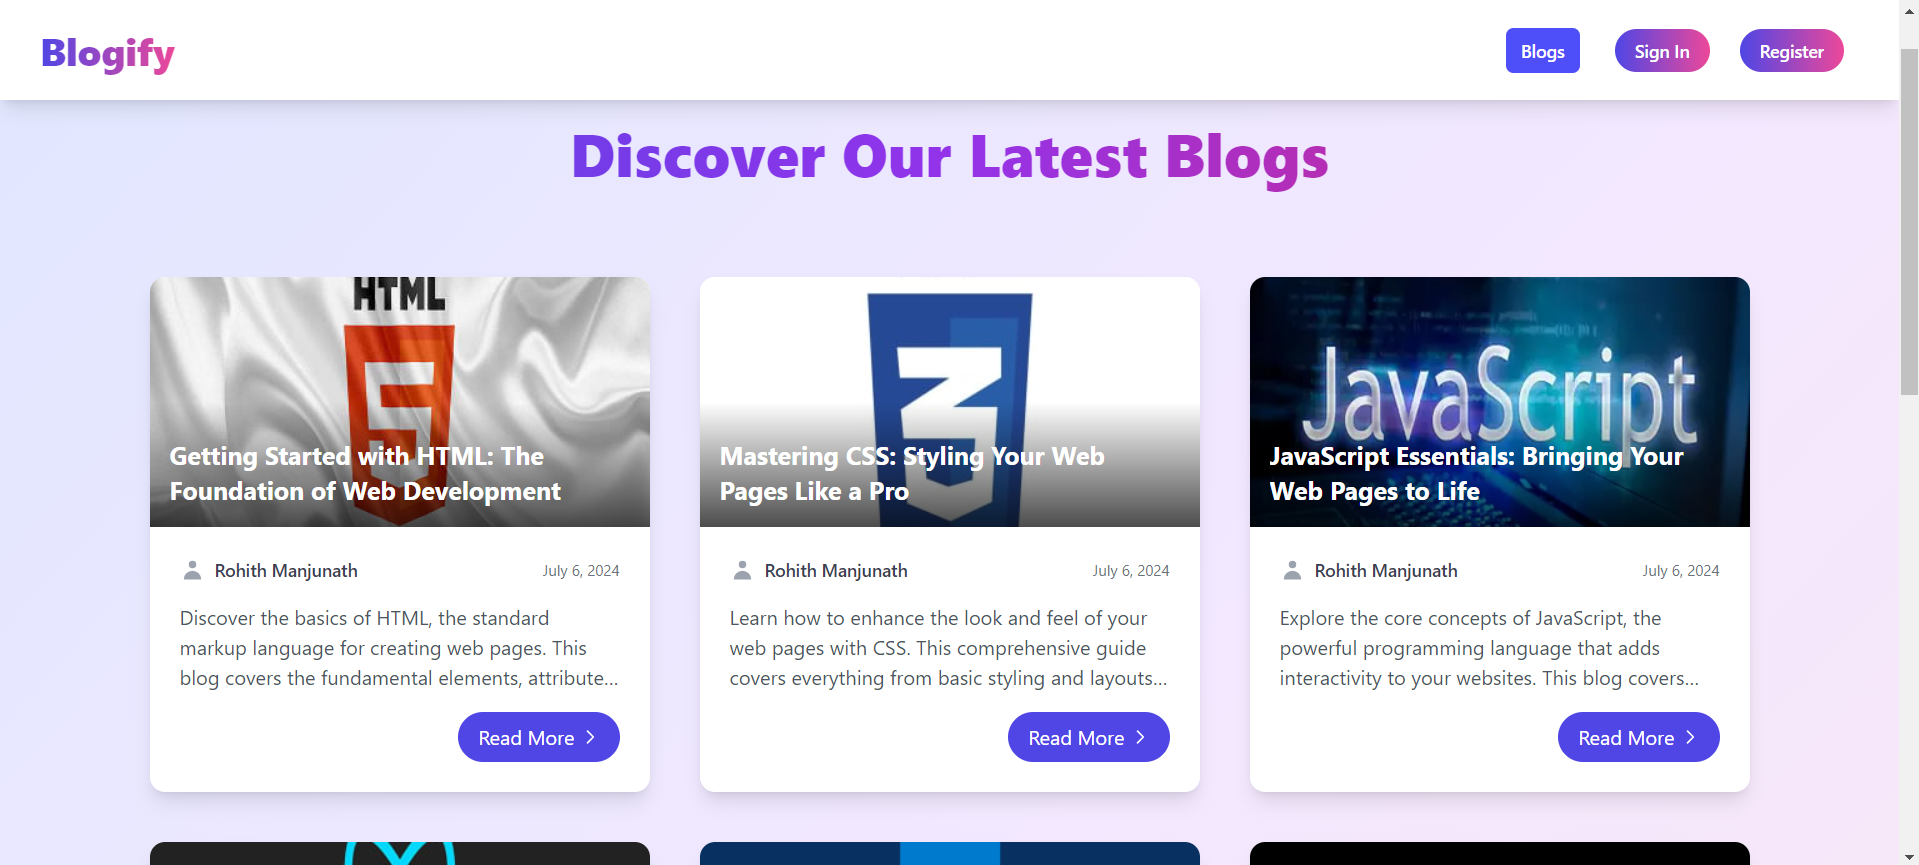 Blogify
Blogs
Sign In
Register
Discover Our Latest Blogs
HTML
Getting Started with HTML: The
Foundation of Web Development
Rohith Manjunath
July 6, 2024
Discover the basics of HTML, the standard
markup language for creating web pages. This
blog covers the fundamental elements, attribute...
Read More
Mastering CSS: Styling Your Web
Pages Like a Pro
Rohith Manjunath
July 6, 2024
Learn how to enhance the look and feel of your
web pages with CSS. This comprehensive guide
covers everything from basic styling and layouts...
Read More
JavaScript
JavaScript Essentials: Bringing Your
Web Pages to Life
Rohith Manjunath
July 6, 2024
Explore the core concepts of JavaScript, the
powerful programming language that adds
interactivity to your websites. This blog covers...
Read More